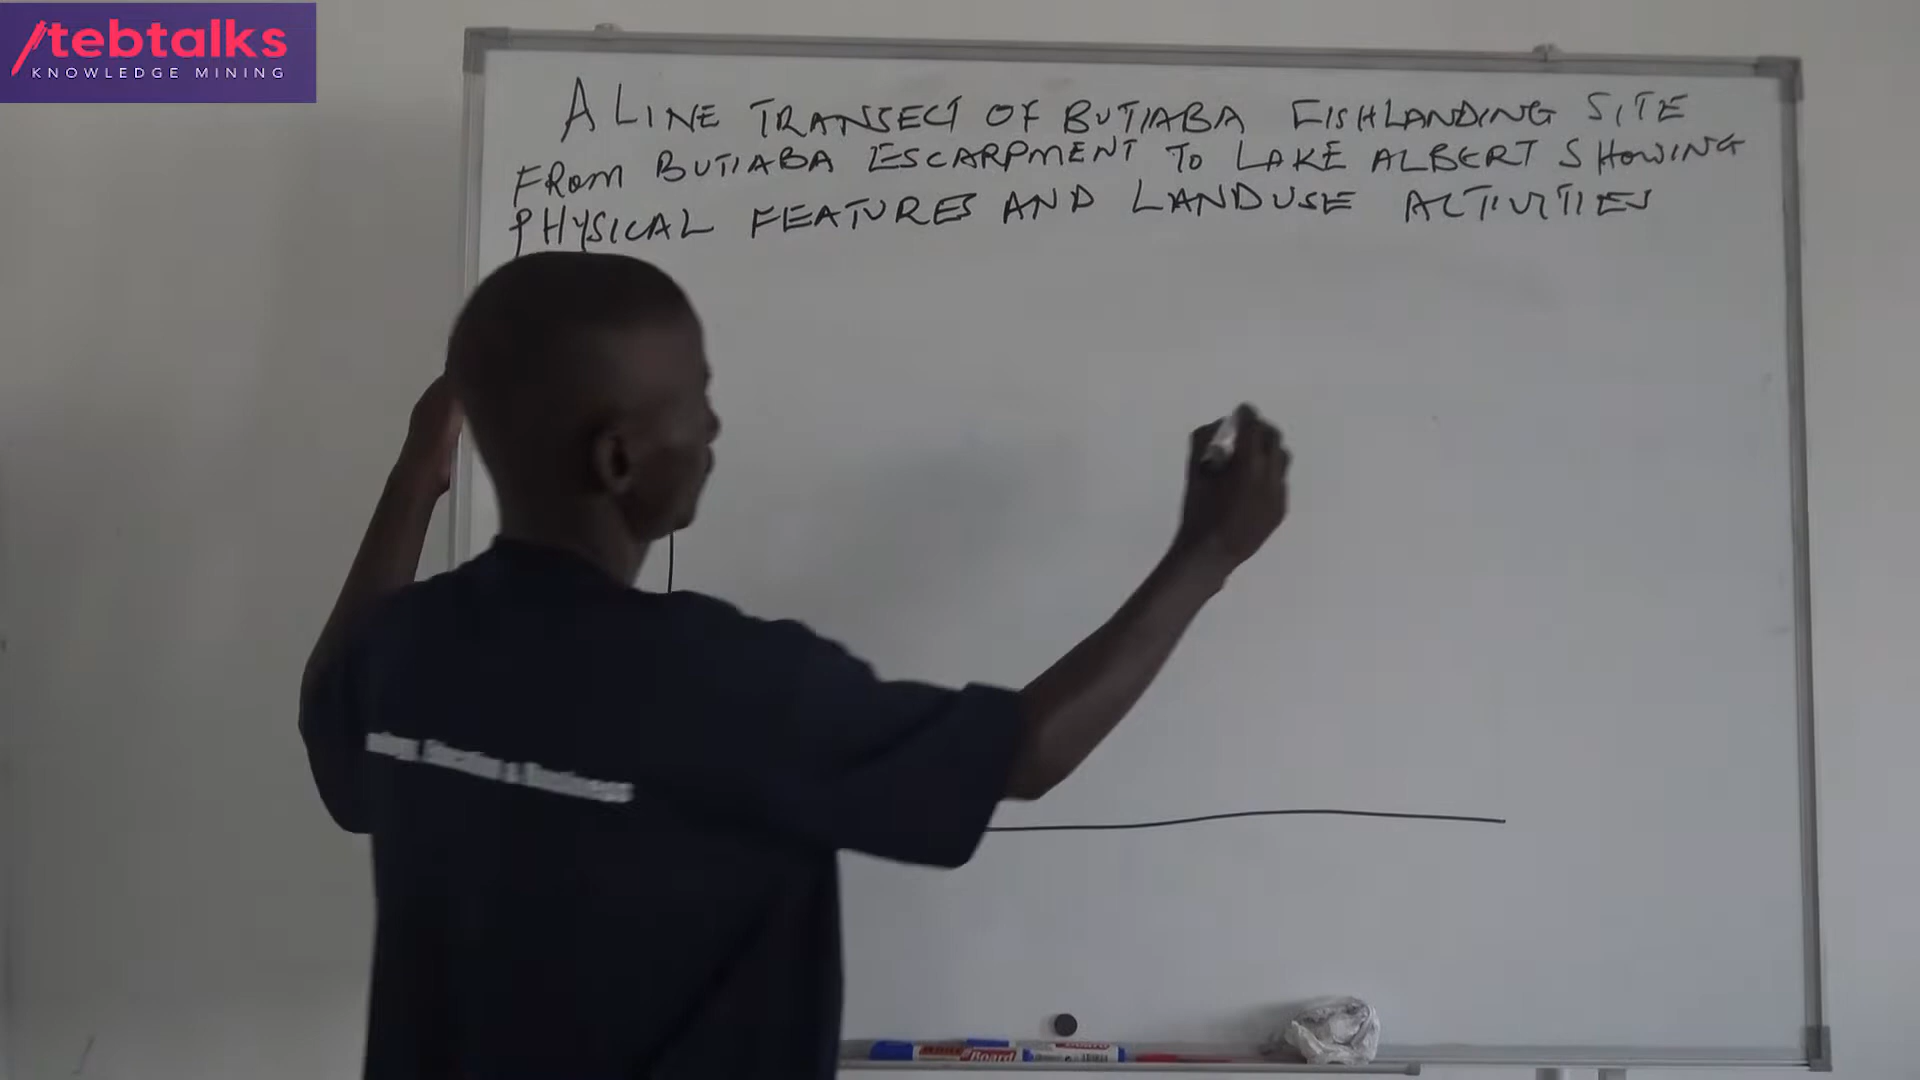 /tebtalks
KNOWLEDGE MINING
A LINE TRANSECT OF BUTIABA FISHLANDING SITE
FROM BUTIABA ESCARPMENT TO LAKE ALBERT SHOWING
PHYSICAL FEATURES AND LANDUSE ACTIVITIES
Board